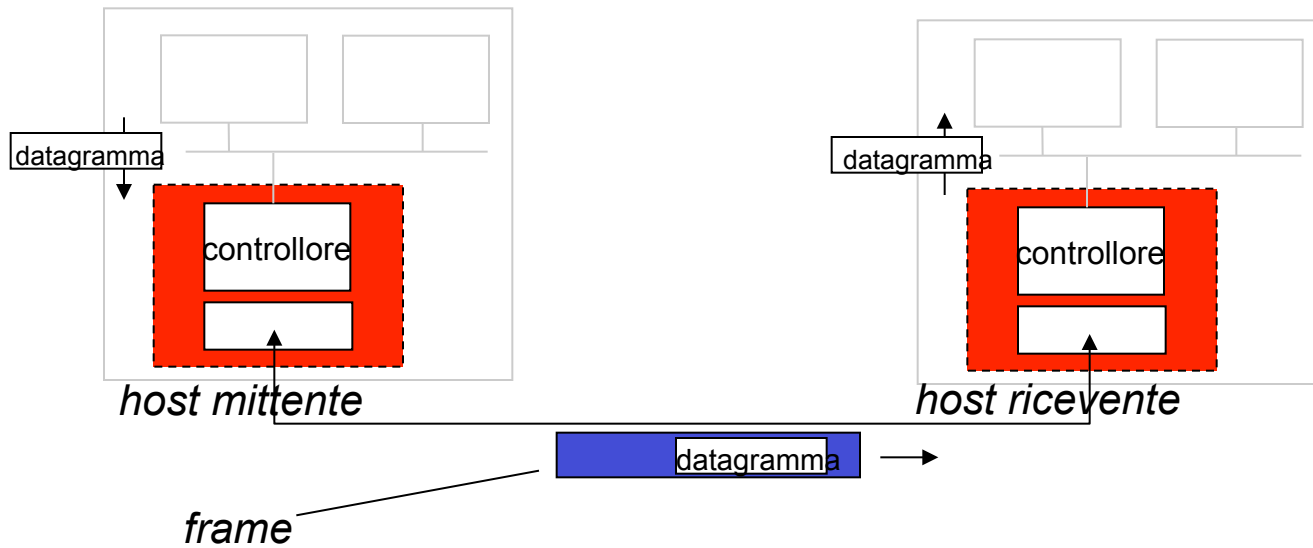 datagramma
datagramma
controllore
controllore
host mittente
host ricevente
datagramma
frame